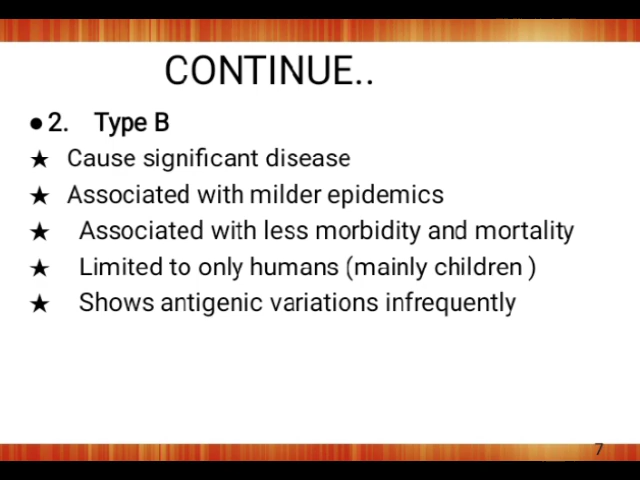 CONTINUE..
● 2. Type B
★ Cause significant disease
★ Associated with milder epidemics
★ Associated with less morbidity and mortality
★ Limited to only humans (mainly children )
★ Shows antigenic variations infrequently
7